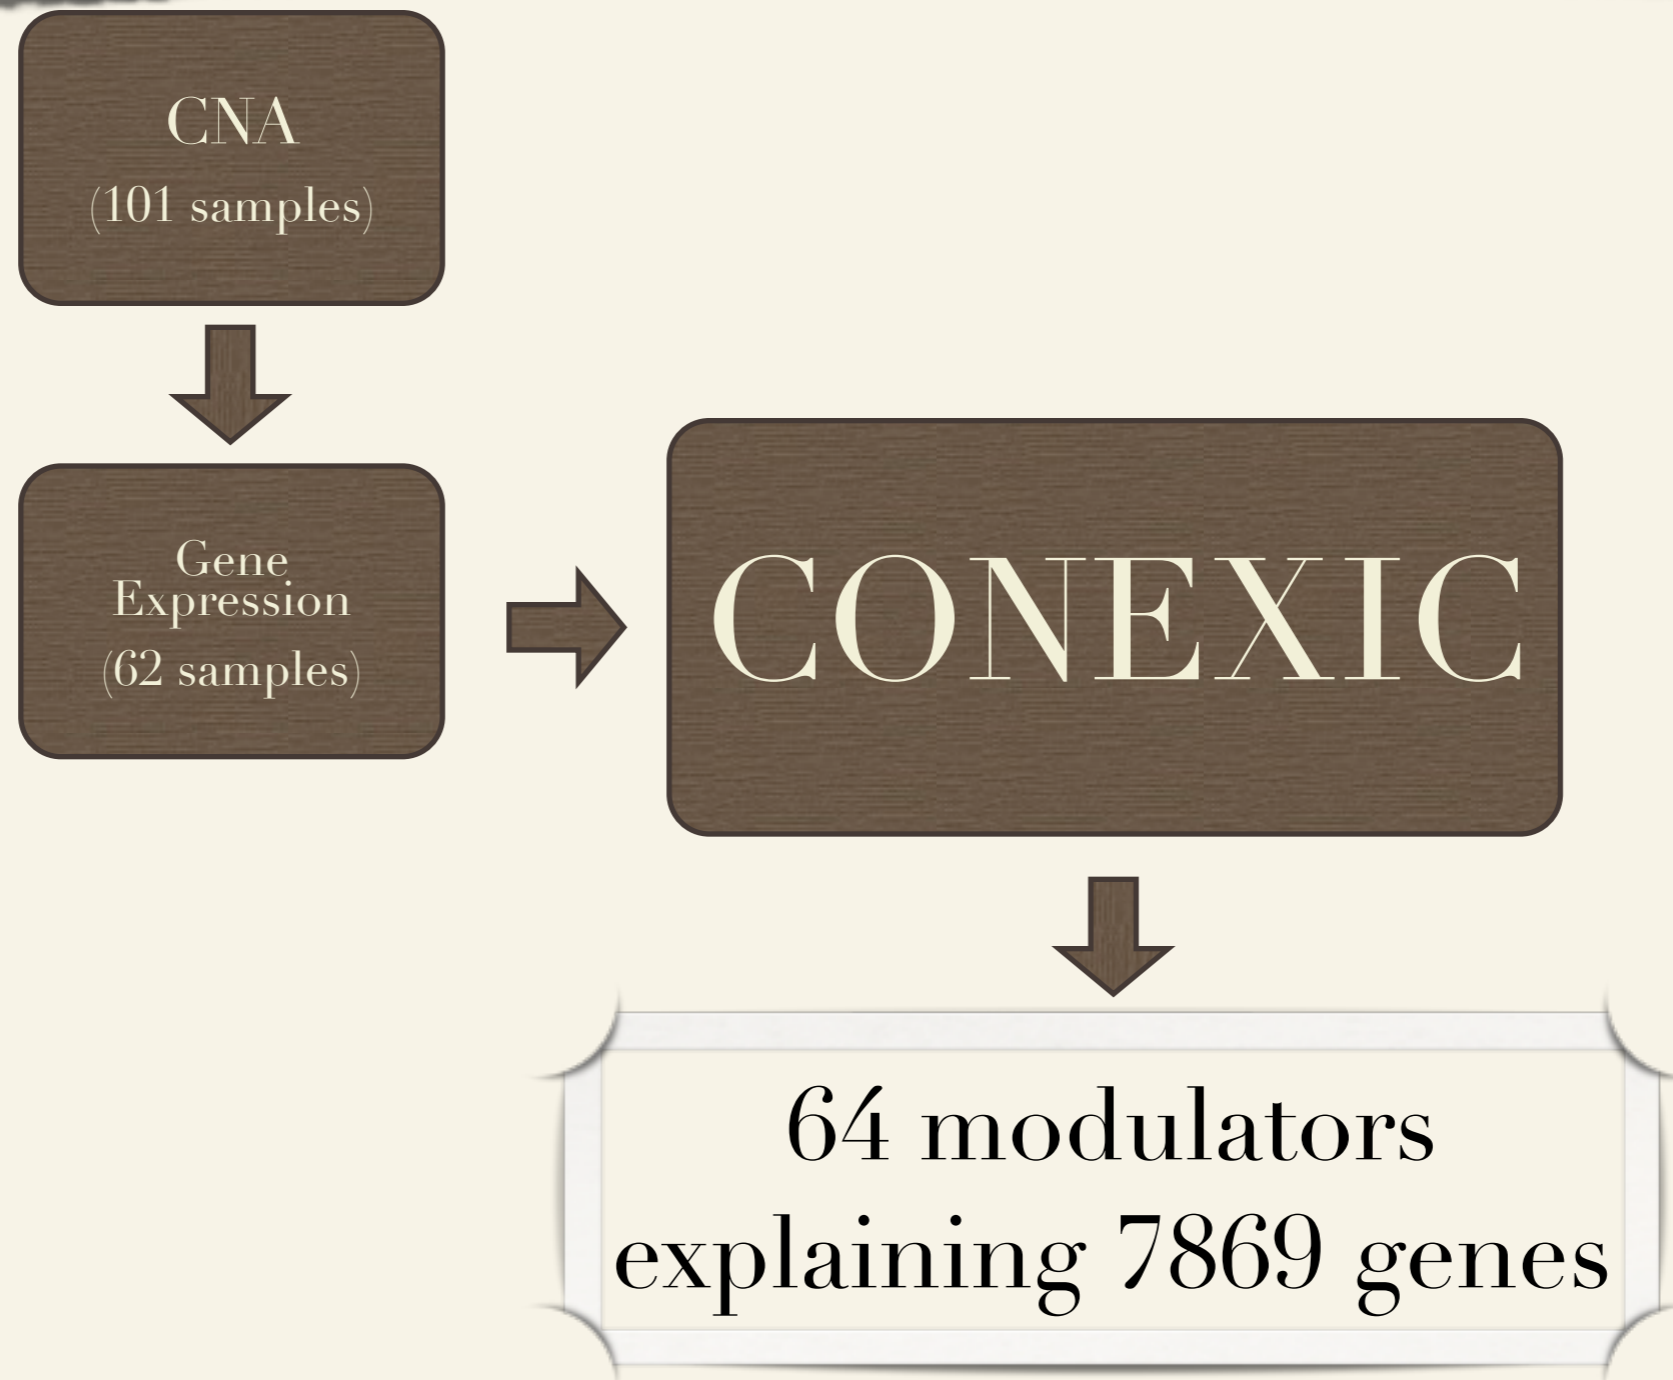 CNA
(101 samples)
Gene
Expression
(62 samples)
CONEXIC
64 modulators
explaining 7869 genes